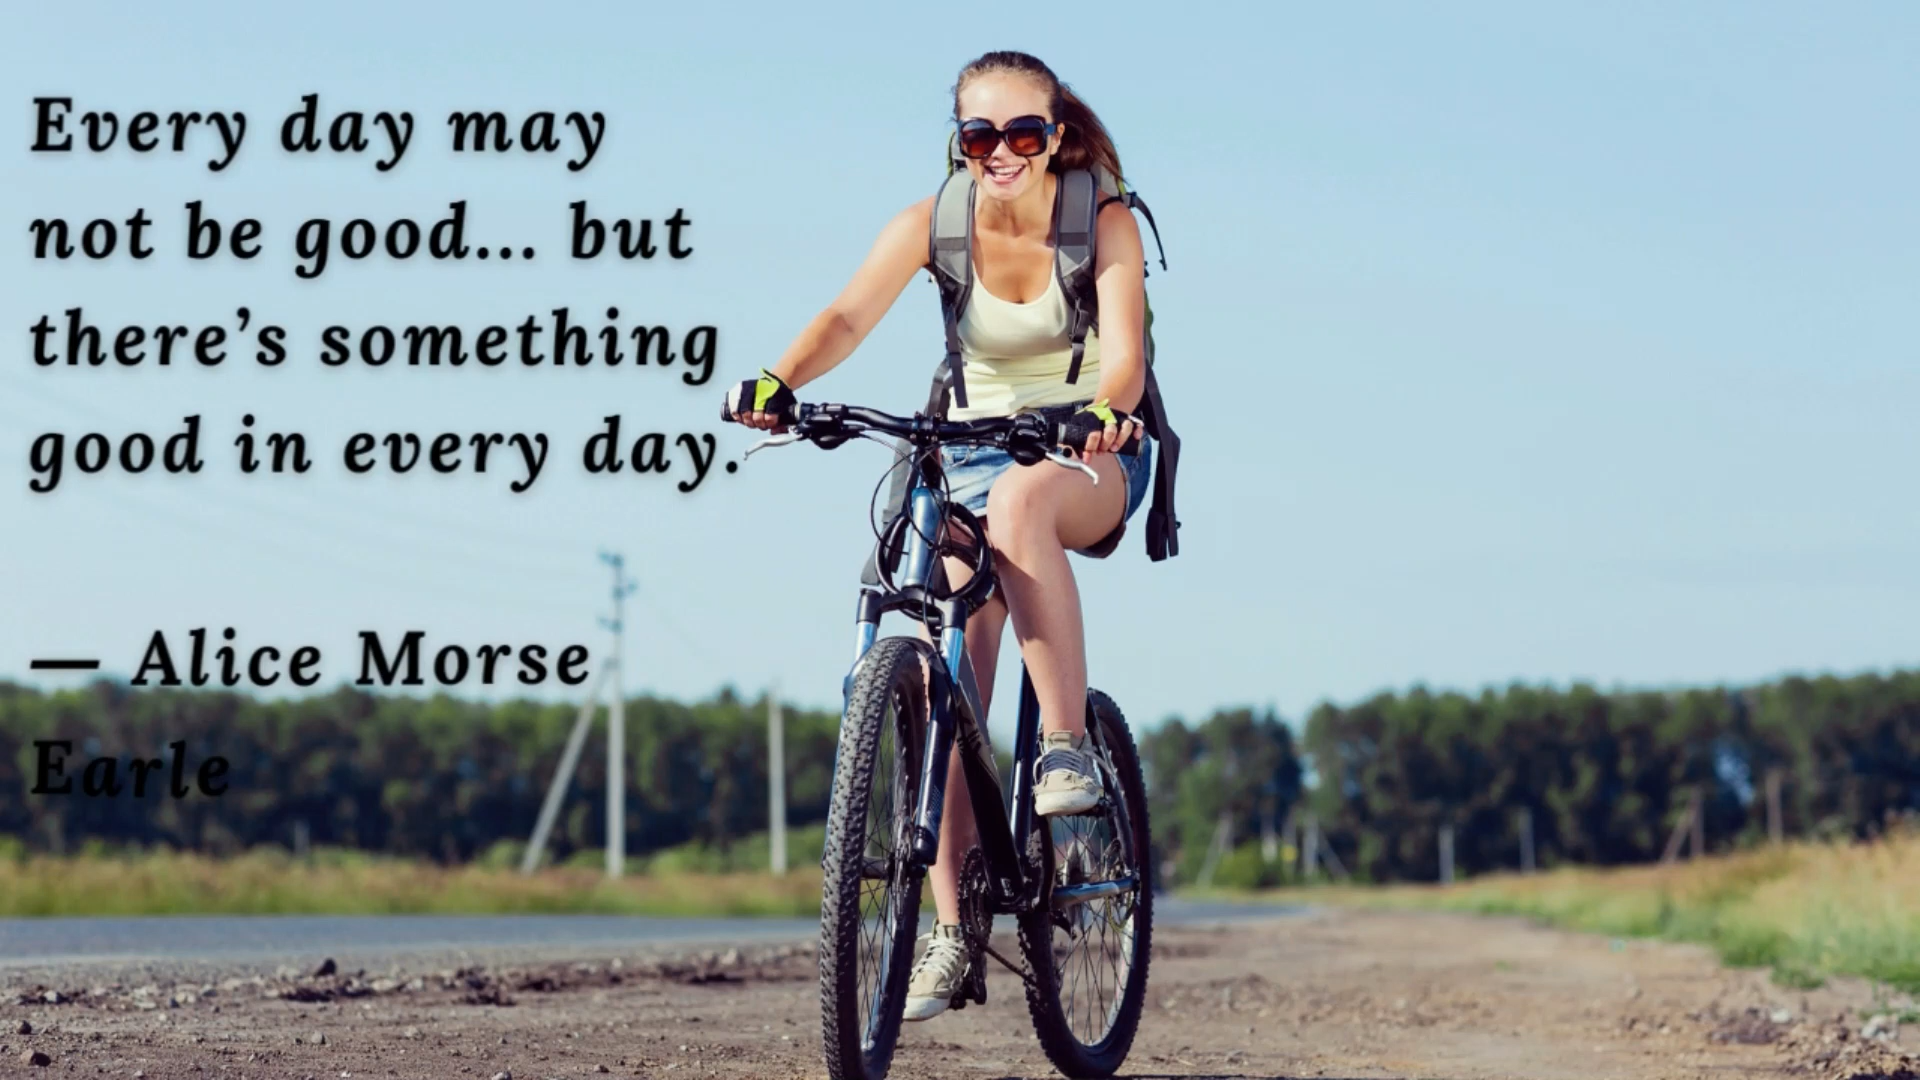 Every day may
not be good... but
there’s something
good in every day.
— Alice Morse
Earle